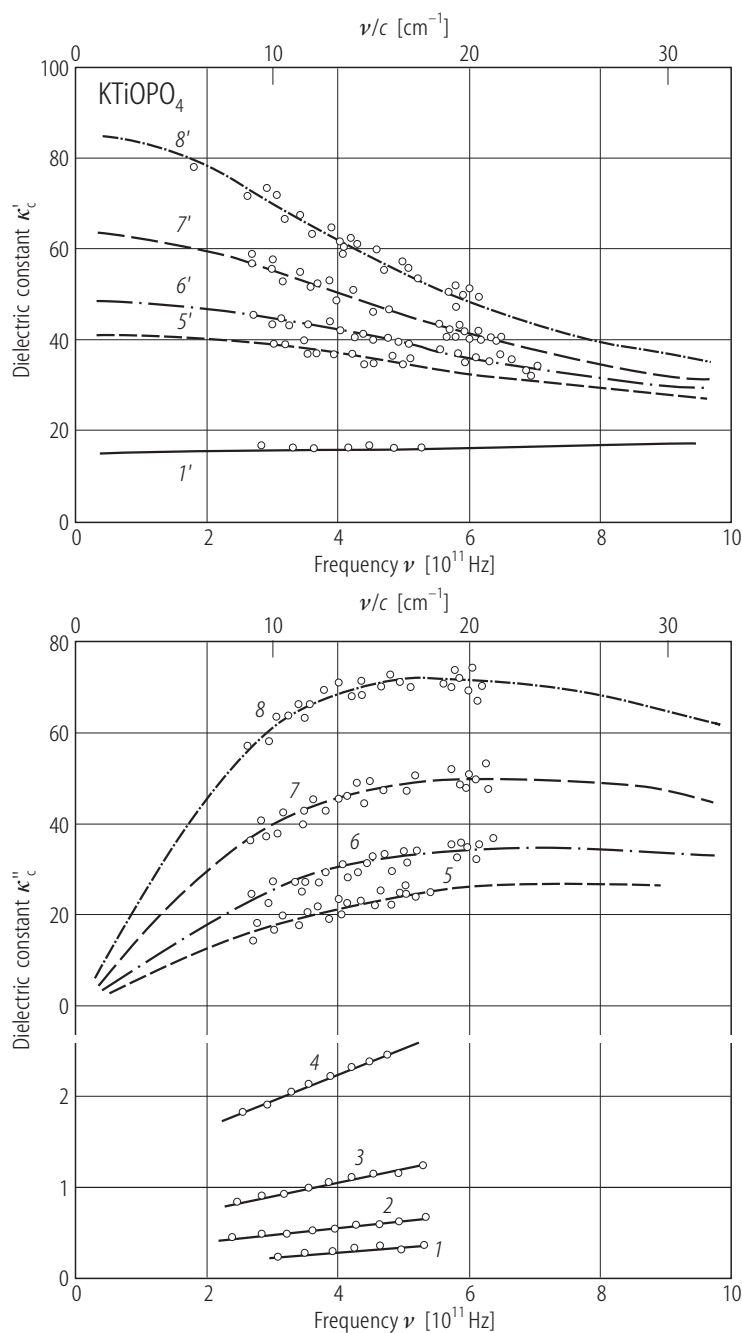 ν/c [cm⁻¹]
0 10 20 30
100
80
60
40
20
0
KTiOPO₄
8'
7'
6'
5'
1'
Dielectric constant κ'c
0 2 4 6 8 10
Frequency ν [10¹¹ Hz]
ν/c [cm⁻¹]
0 10 20 30
80
60
40
20
0
8
7
6
5
Dielectric constant κ"c
2
1
0
4
3
2
1
0 2 4 6 8 10
Frequency ν [10¹¹ Hz]